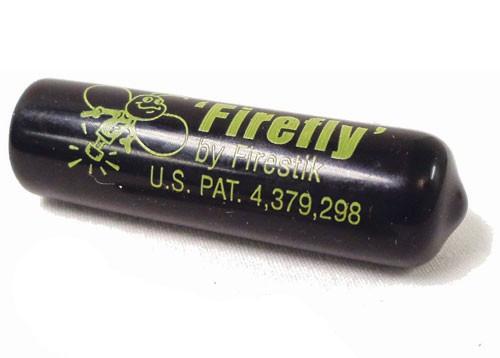 'Firefly'
by Firestik
U.S. PAT. 4,379,298